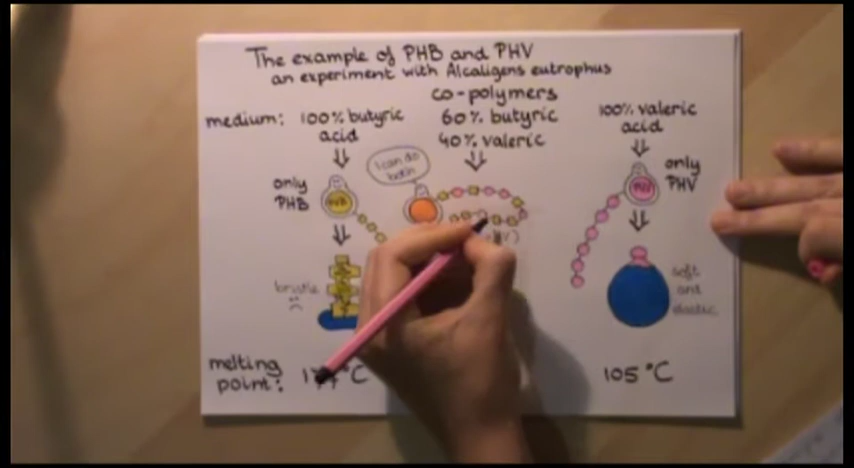 The example of PHB and PHV
an experiment with Alcaligens eutrophus
co-polymers
medium: 100% butyric acid
60% butyric
40% valeric
100% valeric acid
I can do both
only PHB
PHB
only PHV
PHV
soft and elastic
melting point:
°C
105 °C